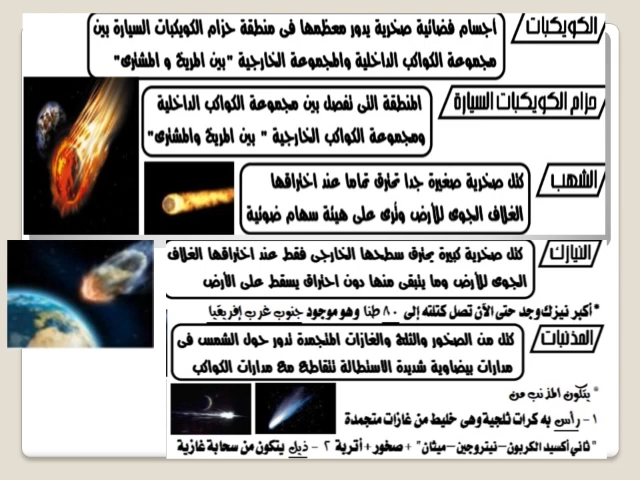 الكويكبات
اجسام فضائية صخرية يدور معظمها فى منطقة حزام الكويكبات السيارة بين
مجموعة الكواكب الداخلية والمجموعة الخارجية "بين المريخ و المشترى"
حزام الكويكبات السيارة
المنطقة التى تفصل بين مجموعة الكواكب الداخلية
ومجموعة الكواكب الخارجية " بين المريخ والمشترى"
الشهب
كتل صخرية صغيرة جدا تحترق تماما عند اختراقها
الغلاف الجوى للأرض وتُرى على هيئة سهام ضوئية
النيازك
كتل صخرية كبيرة يحترق سطحها الخارجى فقط عند اختراقها الغلاف
الجوى للأرض وما يتبقى منها دون احتراق يسقط على الأرض
*أكبر نيزك وجد حتى الآن تصل كتلته إلى ٨٠ طنا وهو موجود جنوب غرب إفريقيا
المذنبات
كتل من الصخور والثلج والغازات المتجمدة تدور حول الشمس فى
مدارات بيضاوية شديدة الاستطالة تتقاطع مع مدارات الكواكب
* يتكون المذنب من
١- رأس به كرات ثلجية وهى خليط من غازات متجمدة
"ثاني أكسيد الكربون–نيتروجين–ميثان" + صخور + أتربة ٢ - ذيل يتكون من سحابة غازية